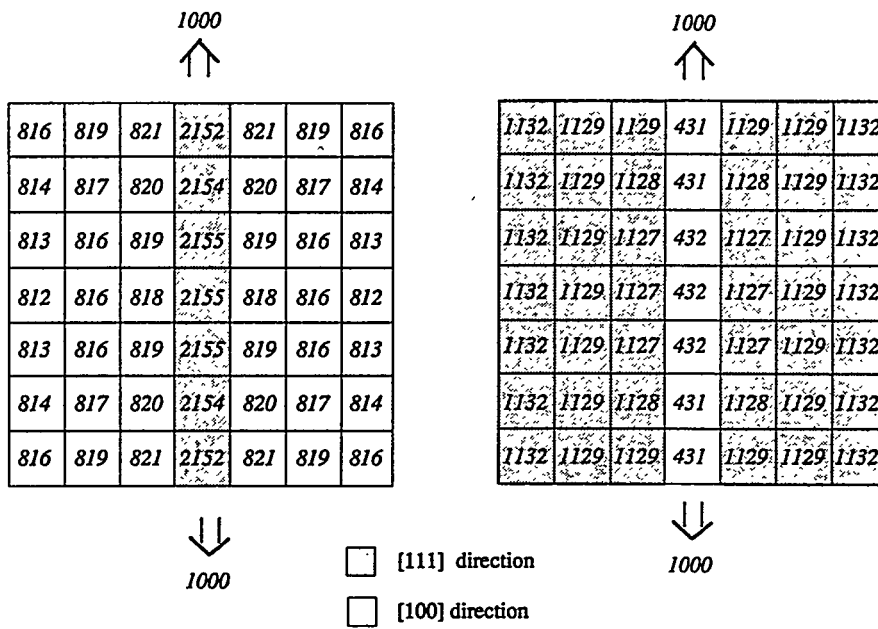 1000 1000
816 819 821 2152 821 819 816 1132 1129 1129 431 1129 1129 1132
814 817 820 2154 820 817 814 1132 1129 1128 431 1128 1129 1132
813 816 819 2155 819 816 813 1132 1129 1127 432 1127 1129 1132
812 816 818 2155 818 816 812 1132 1129 1127 432 1127 1129 1132
813 816 819 2155 819 816 813 1132 1129 1127 432 1127 1129 1132
814 817 820 2154 820 817 814 1132 1129 1128 431 1128 1129 1132
816 819 821 2152 821 819 816 1132 1129 1129 431 1129 1129 1132
1000 1000
[111] direction
[100] direction